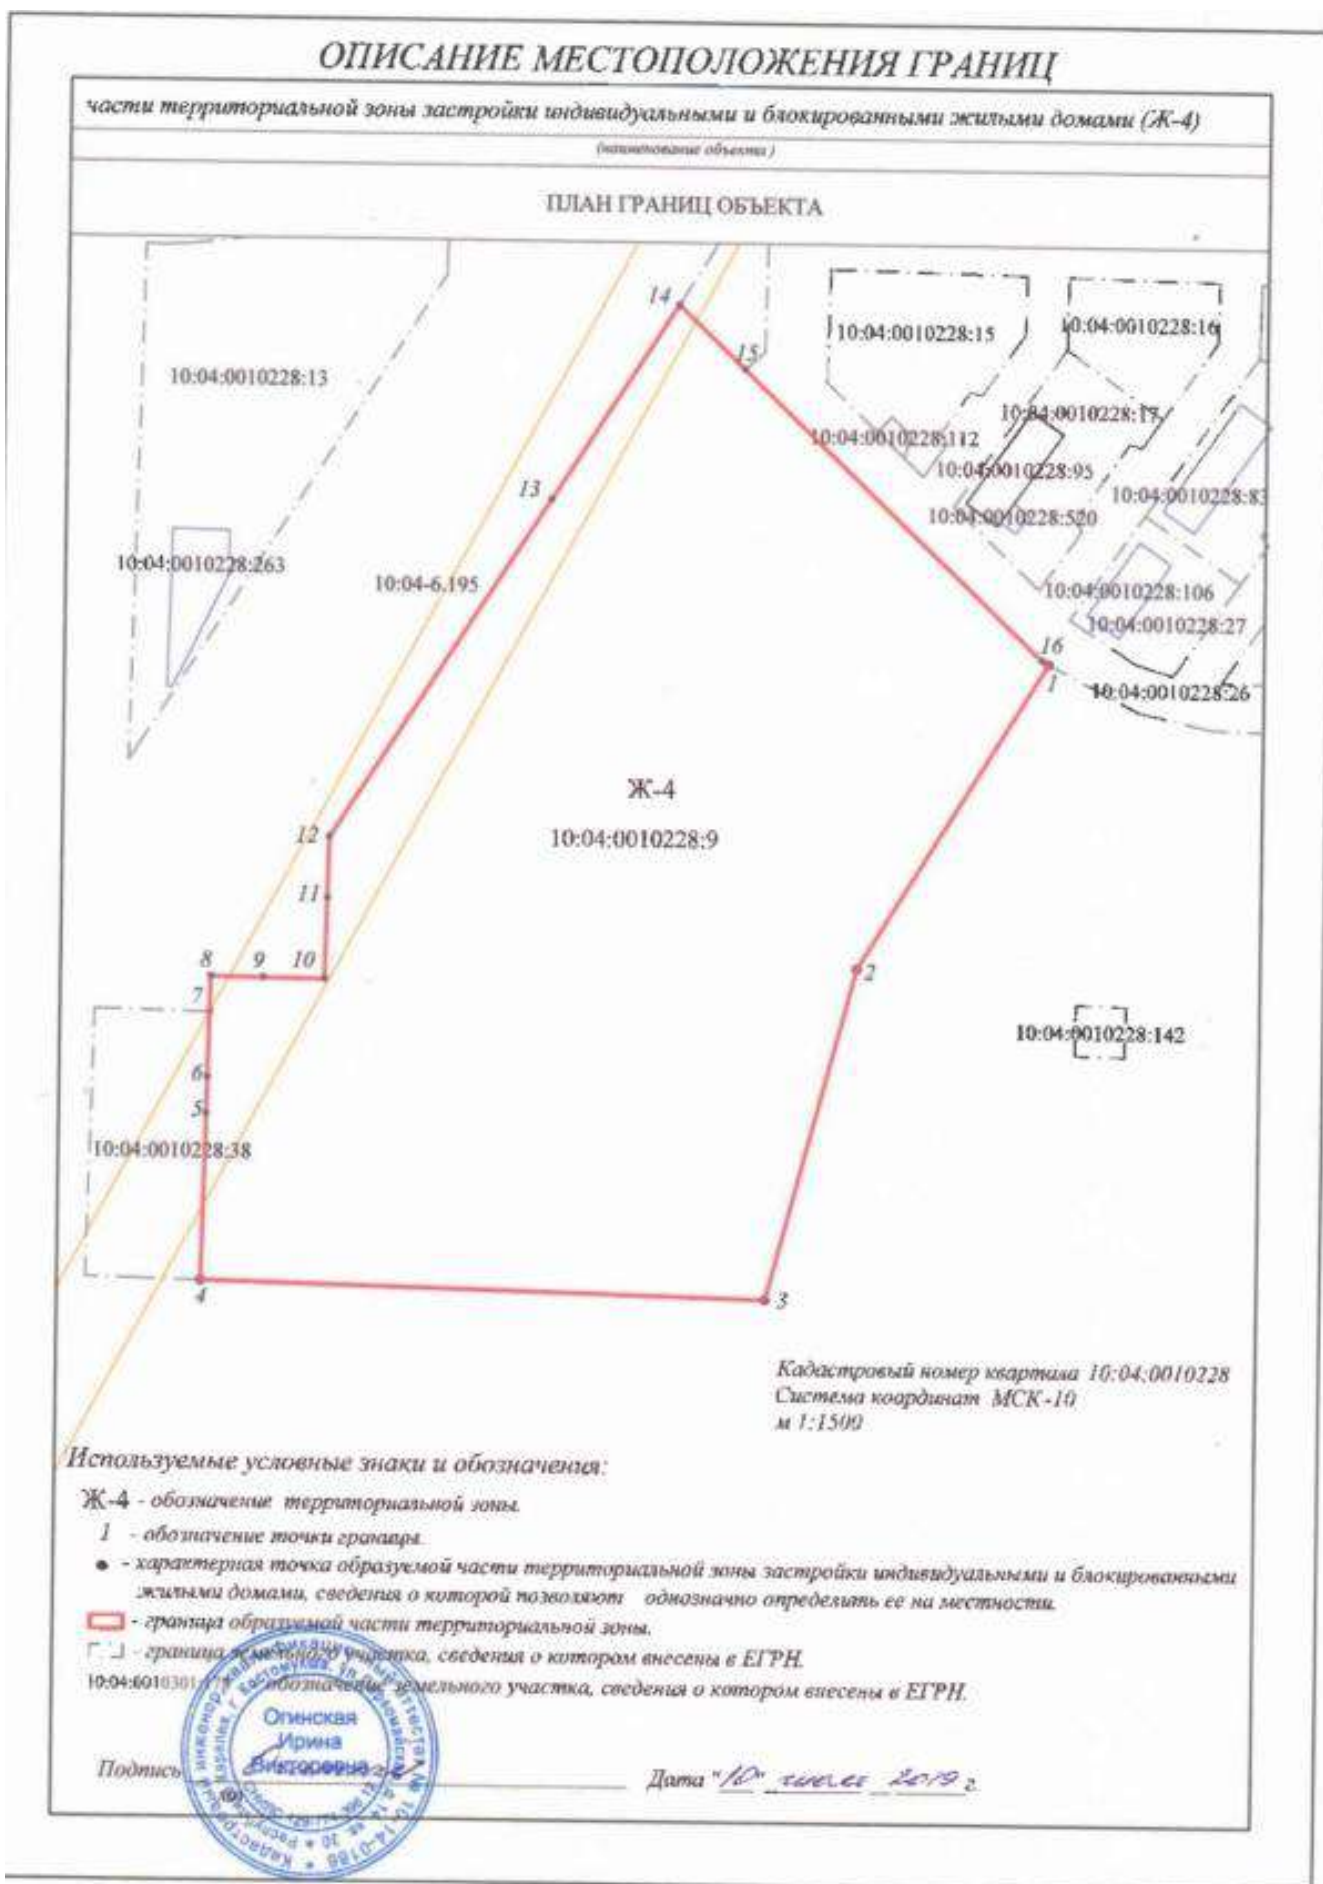 ОПИСАНИЕ МЕСТОПОЛОЖЕНИЯ ГРАНИЦ
части территориальной зоны застройки индивидуальными и блокированными жилыми домами (Ж-4)
(наименование объекта)
ПЛАН ГРАНИЦ ОБЪЕКТА
14
15
10:04:0010228:15
10:04:0010228:16
10:04:0010228:13
10:04:0010228:17
10:04:0010228:112
10:04:0010228:95
13
10:04:0010228:83
10:04:0010228:520
10:04:0010228:263
10:04-6.195
10:04:0010228:106
10:04:0010228:27
16
1
10:04:0010228:26
Ж-4
12
10:04:0010228:9
11
8
9
10
2
7
10:04:0010228:142
6
5
10:04:0010228:38
4
3
Кадастровый номер квартала 10:04:0010228
Система координат МСК-10
м 1:1500
Используемые условные знаки и обозначения:
Ж-4 - обозначение территориальной зоны.
1 - обозначение точки границы.
- характерная точка образуемой части территориальной зоны застройки индивидуальными и блокированными
жилыми домами, сведения о которой позволяют однозначно определить ее на местности.
- граница образуемой части территориальной зоны.
- граница земельного участка, сведения о котором внесены в ЕГРН.
обозначение земельного участка, сведения о котором внесены в ЕГРН.
Огинская
Ирина
Викторовна
Подпись
Дата "10" июля 2019 г.